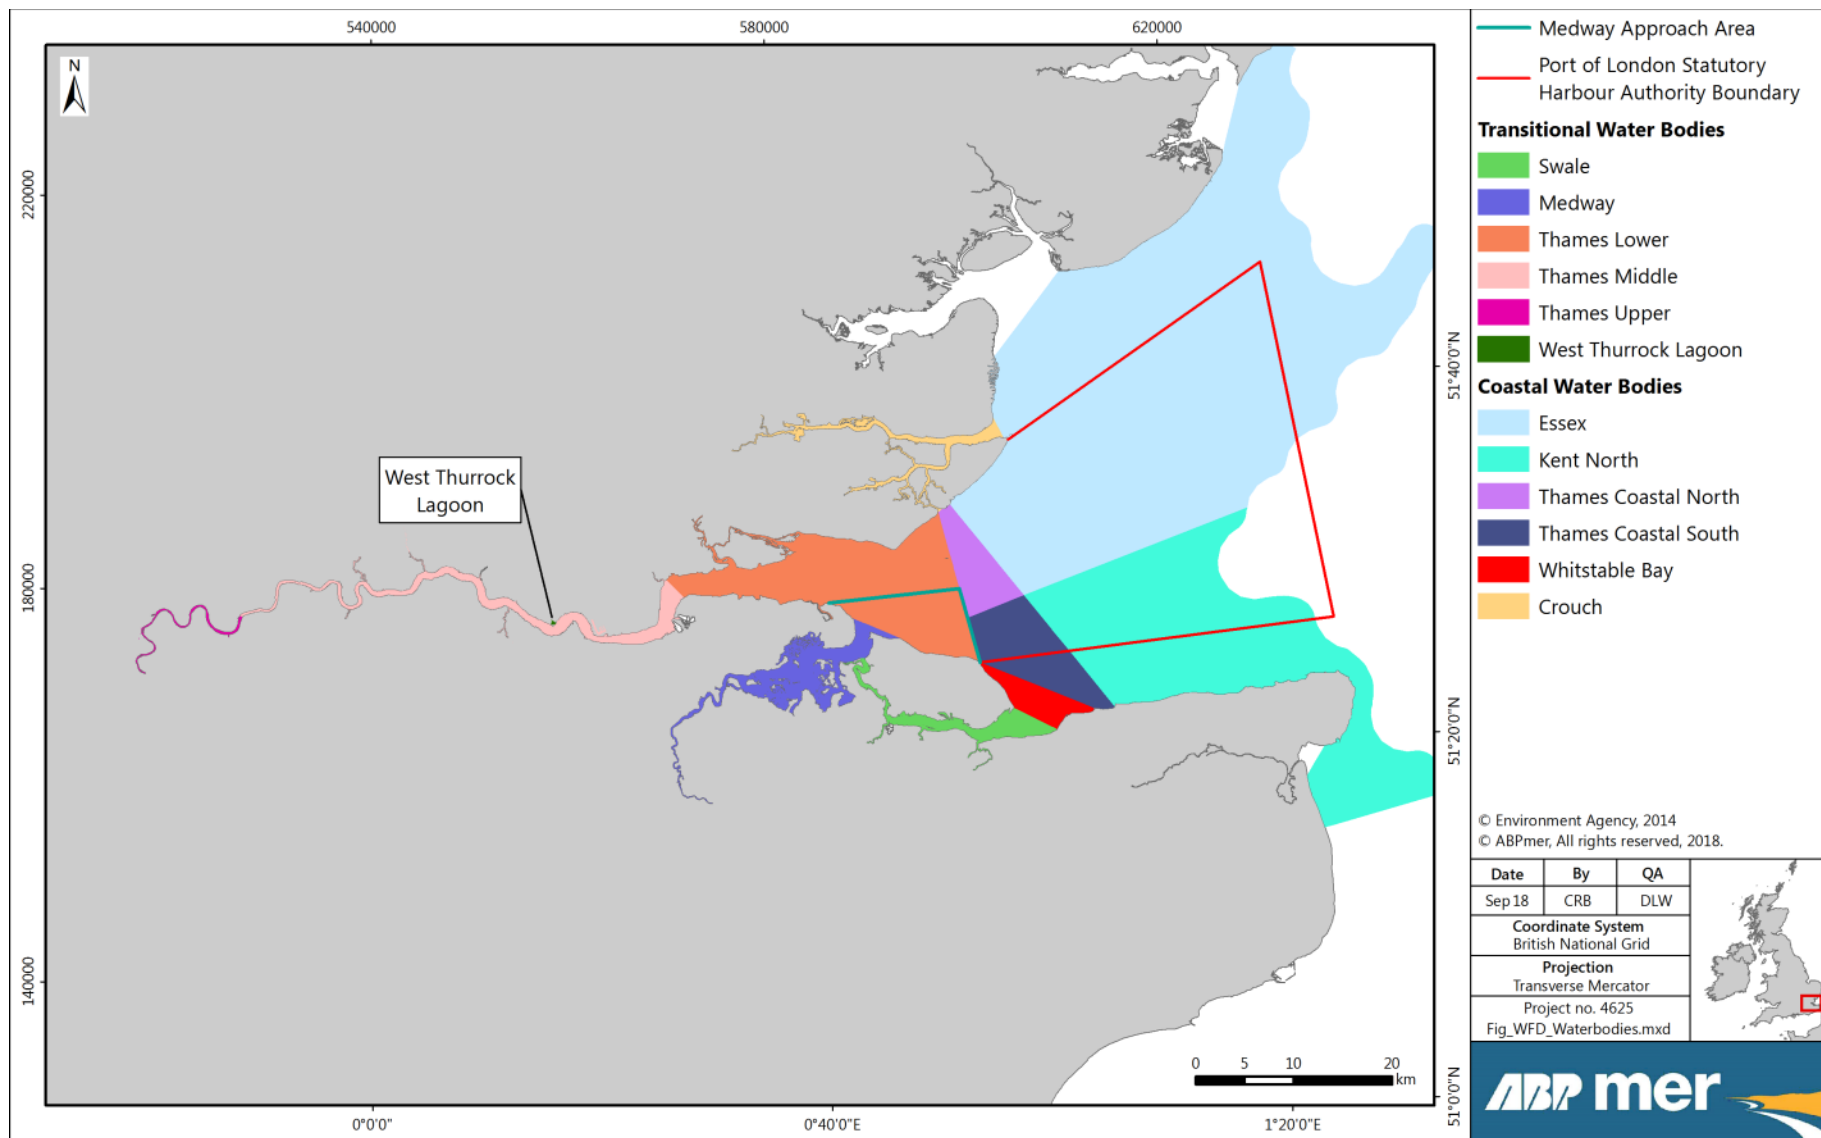 540000
580000
620000
N
220000
180000
140000
51°40'0"N
51°20'0"N
51°0'0"N
0°0'0"
0°40'0"E
1°20'0"E
West Thurrock
Lagoon
0 5 10 20
km
Medway Approach Area
Port of London Statutory
Harbour Authority Boundary
Transitional Water Bodies
Swale
Medway
Thames Lower
Thames Middle
Thames Upper
West Thurrock Lagoon
Coastal Water Bodies
Essex
Kent North
Thames Coastal North
Thames Coastal South
Whitstable Bay
Crouch
© Environment Agency, 2014
© ABPmer, All rights reserved, 2018.
Date By QA
Sep 18 CRB DLW
Coordinate System
British National Grid
Projection
Transverse Mercator
Project no. 4625
Fig_WFD_Waterbodies.mxd
ABP mer